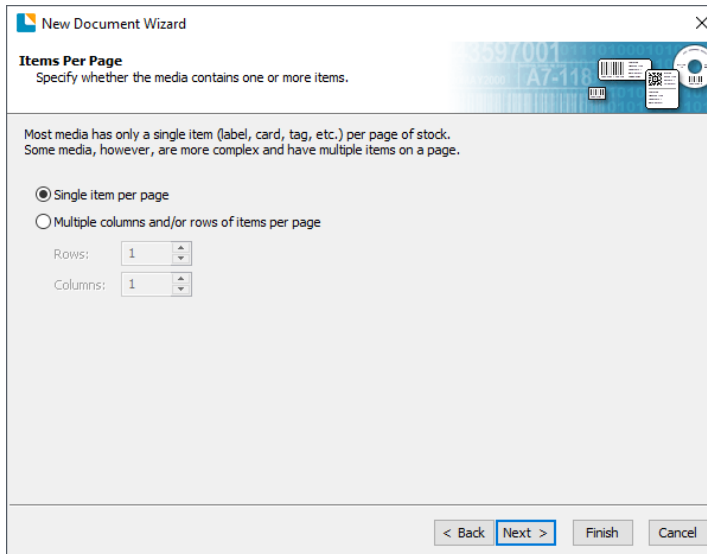 New Document Wizard
Items Per Page
Specify whether the media contains one or more items.
3597001
A7-118
Most media has only a single item (label, card, tag, etc.) per page of stock.
Some media, however, are more complex and have multiple items on a page.
Single item per page
Multiple columns and/or rows of items per page
Rows: 1
Columns: 1
< Back Next > Finish Cancel